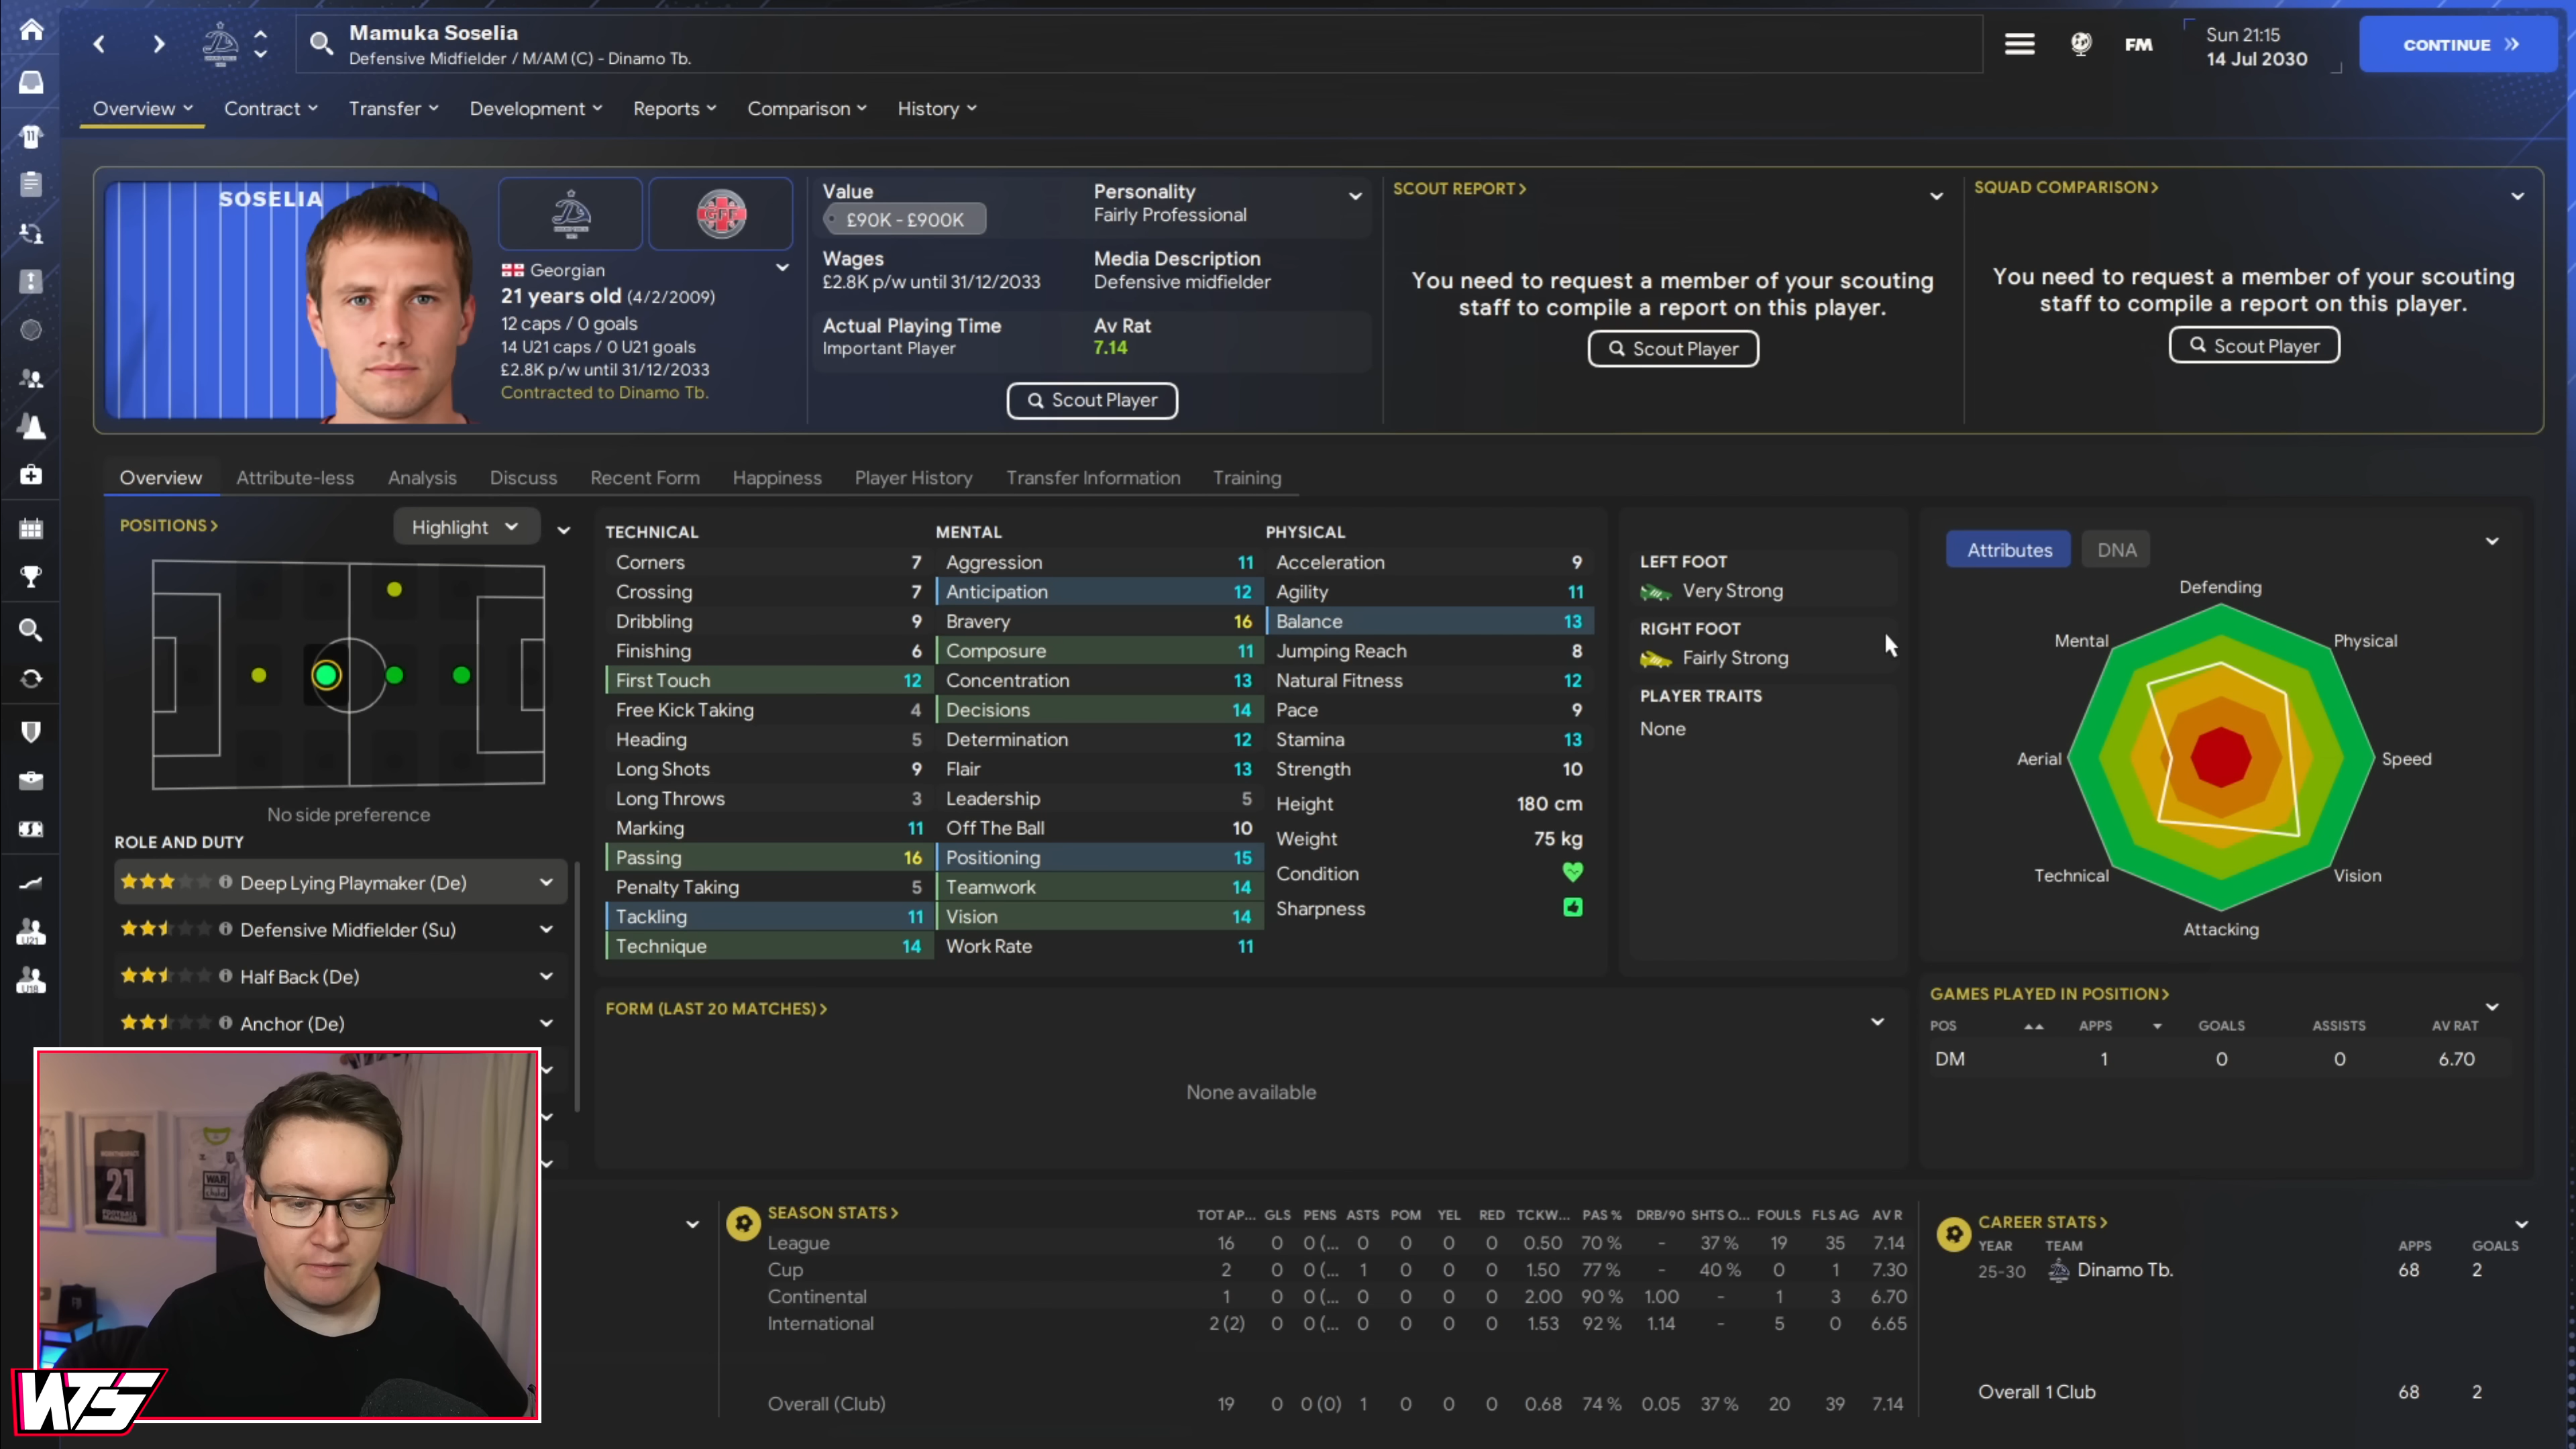 Mamuka Soselia
Defensive Midfielder / M/AM (C) - Dinamo Tb.
FM
Sun 21:15
14 Jul 2030
CONTINUE
Overview
Contract
Transfer
Development
Reports
Comparison
History
SOSELIA
Georgian
21 years old (4/2/2009)
12 caps / 0 goals
14 U21 caps / 0 U21 goals
£2.8K p/w until 31/12/2033
Contracted to Dinamo Tb.
Value
£90K - £900K
Personality
Fairly Professional
Wages
£2.8K p/w until 31/12/2033
Media Description
Defensive midfielder
Actual Playing Time
Important Player
Av Rat
7.14
Scout Player
SCOUT REPORT >
You need to request a member of your scouting
staff to compile a report on this player.
Scout Player
SQUAD COMPARISON >
You need to request a member of your scouting
staff to compile a report on this player.
Scout Player
Overview
Attribute-less
Analysis
Discuss
Recent Form
Happiness
Player History
Transfer Information
Training
POSITIONS >
Highlight
No side preference
ROLE AND DUTY
Deep Lying Playmaker (De)
Defensive Midfielder (Su)
Half Back (De)
Anchor (De)
TECHNICAL
Corners 7
Crossing 7
Dribbling 9
Finishing 6
First Touch 12
Free Kick Taking 4
Heading 5
Long Shots 9
Long Throws 3
Marking 11
Passing 16
Penalty Taking 5
Tackling 11
Technique 14
MENTAL
Aggression 11
Anticipation 12
Bravery 16
Composure 11
Concentration 13
Decisions 14
Determination 12
Flair 13
Leadership 5
Off The Ball 10
Positioning 15
Teamwork 14
Vision 14
Work Rate 11
PHYSICAL
Acceleration 9
Agility 11
Balance 13
Jumping Reach 8
Natural Fitness 12
Pace 9
Stamina 13
Strength 10
Height 180 cm
Weight 75 kg
Condition
Sharpness
LEFT FOOT
Very Strong
RIGHT FOOT
Fairly Strong
PLAYER TRAITS
None
Attributes
DNA
Defending
Mental
Physical
Aerial
Speed
Technical
Vision
Attacking
FORM (LAST 20 MATCHES) >
None available
GAMES PLAYED IN POSITION >
POS APPS GOALS ASSISTS AV RAT
DM 1 0 0 6.70
U21
U18
21
WAR
child
WTS
SEASON STATS >
TOT AP... GLS PENS ASTS POM YEL RED TCKW... PAS % DRB/90 SHTS O... FOULS FLS AG AV R
League 16 0 0 (... 0 0 0 0 0.50 70 % - 37 % 19 35 7.14
Cup 2 0 0 (... 1 0 0 0 1.50 77 % - 40 % 0 1 7.30
Continental 1 0 0 (... 0 0 0 0 2.00 90 % 1.00 - 1 3 6.70
International 2 (2) 0 0 (... 0 0 0 0 1.53 92 % 1.14 - 5 0 6.65
Overall (Club) 19 0 0 (0) 1 0 0 0 0.68 74 % 0.05 37 % 20 39 7.14
CAREER STATS >
YEAR TEAM APPS GOALS
25-30 Dinamo Tb. 68 2
Overall 1 Club 68 2